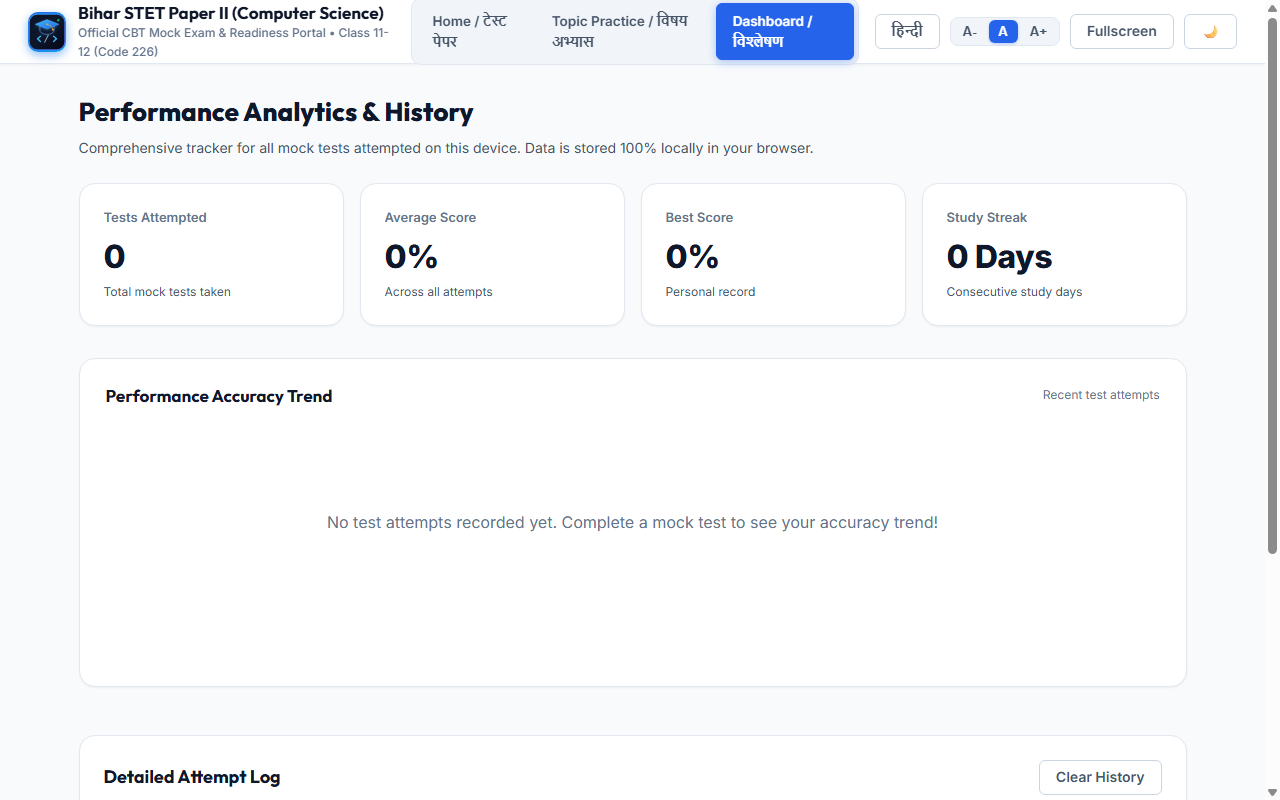 Bihar STET Paper II (Computer Science)
Official CBT Mock Exam & Readiness Portal • Class 11-
12 (Code 226)
Home / टेस्ट
पेपर
Topic Practice / विषय
अभ्यास
Dashboard /
विश्लेषण
हिन्दी
A-
A
A+
Fullscreen
Performance Analytics & History
Comprehensive tracker for all mock tests attempted on this device. Data is stored 100% locally in your browser.
Tests Attempted
0
Total mock tests taken
Average Score
0%
Across all attempts
Best Score
0%
Personal record
Study Streak
0 Days
Consecutive study days
Performance Accuracy Trend
Recent test attempts
No test attempts recorded yet. Complete a mock test to see your accuracy trend!
Detailed Attempt Log
Clear History